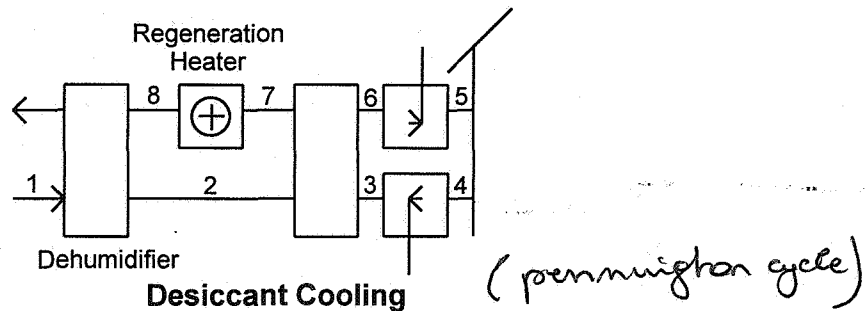 Regeneration
Heater
8 7 6 5
1 2 3 4
Dehumidifier
Desiccant Cooling
(pennington cycle)